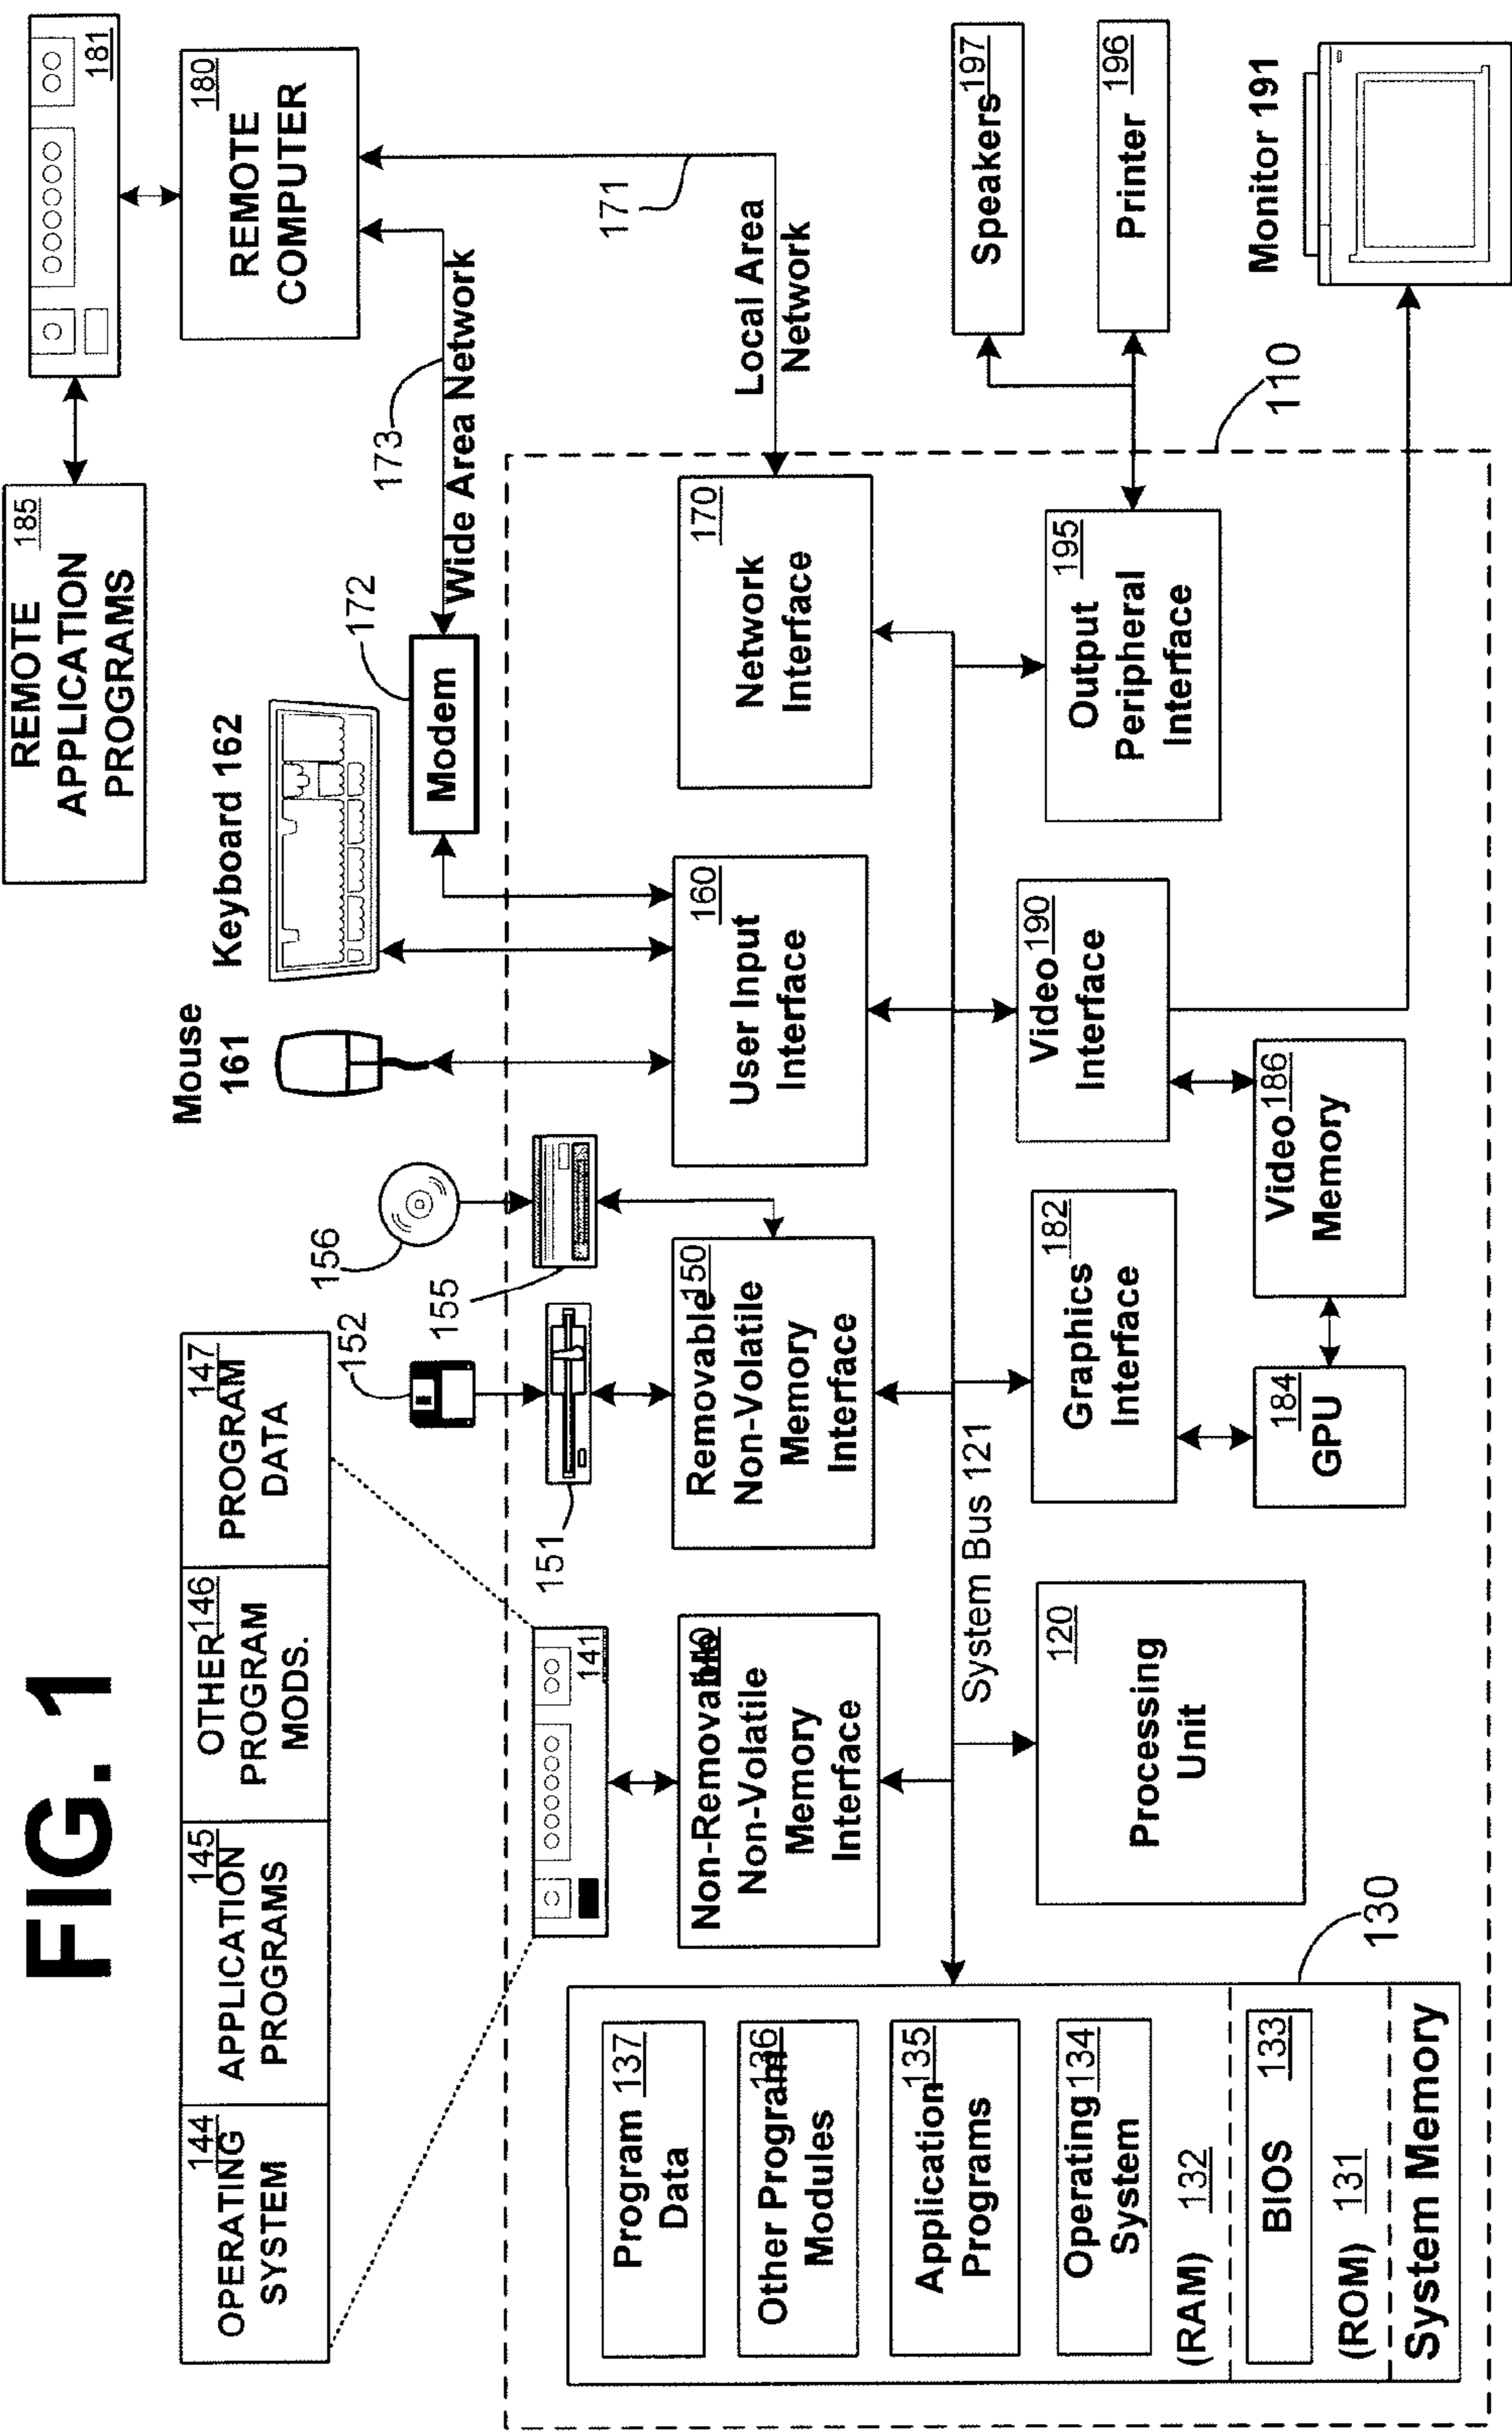 FIG. 1
System Memory
(ROM) 131
BIOS 133
(RAM) 132
Operating 134
System
Application 135
Programs
Other Program 136
Modules
Program 137
Data
130
Processing 120
Unit
System Bus 121
Non-Removable
Non-Volatile
Memory
Interface
141
OPERATING 144
SYSTEM
APPLICATION 145
PROGRAMS
OTHER 146
PROGRAM
MODS.
PROGRAM 147
DATA
Removable 150
Non-Volatile
Memory
Interface
151
152
155
156
Graphics 182
Interface
GPU 184
Video 186
Memory
Video 190
Interface
User Input 160
Interface
Mouse
161
Keyboard 162
Modem
172
173
Wide Area Network
Network 170
Interface
Local Area
Network
171
Output 195
Peripheral
Interface
110
Speakers 197
Printer 196
Monitor 191
REMOTE 180
COMPUTER
181
REMOTE 185
APPLICATION
PROGRAMS